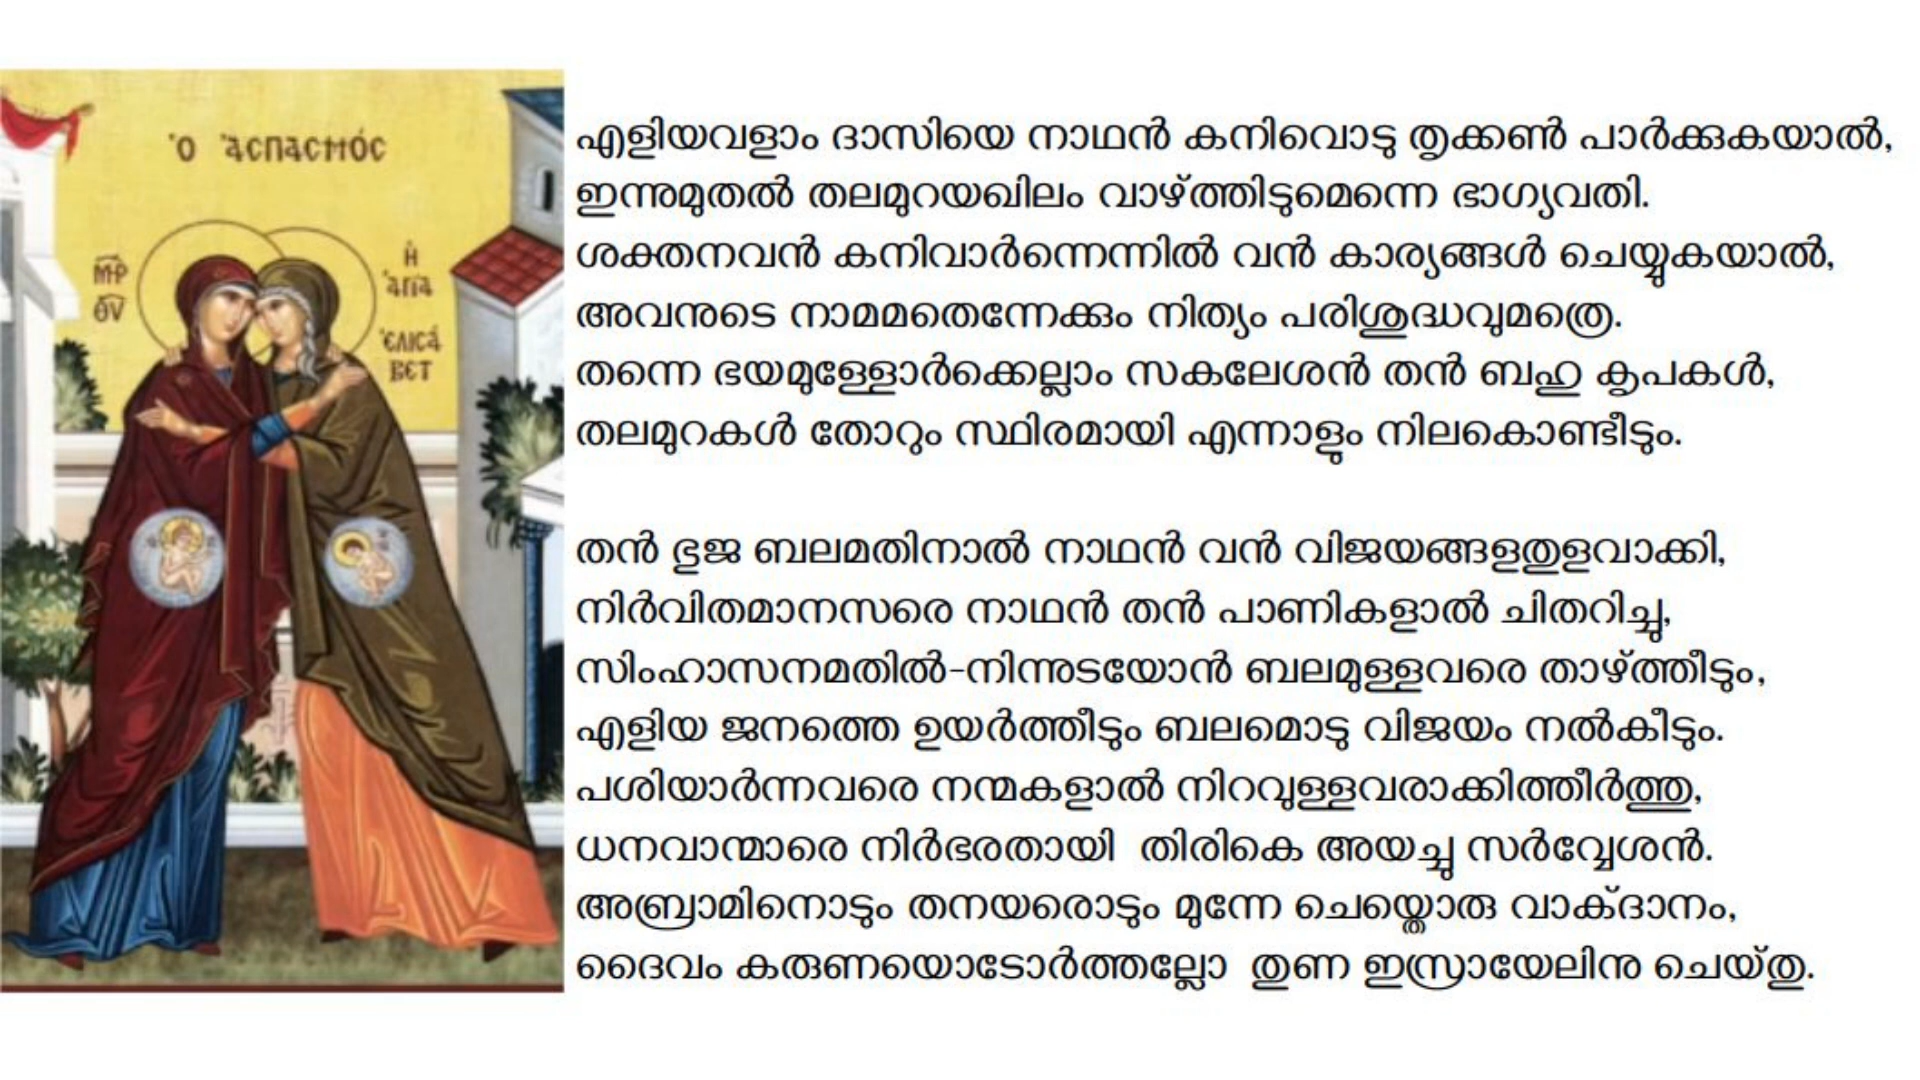 Ὁ ἈCΠΑCΜÓC
ΜΡ
ΘΥ
Ἡ
ἉΓΙΑ
ἘΛΙCÁ
ΒΕΤ
എളിയവളാം ദാസിയെ നാഥൻ കനിവൊടു തൃക്കൺ പാർക്കുകയാൽ,
ഇന്നുമുതൽ തലമുറയഖിലം വാഴ്ത്തിടുമെന്നെ ഭാഗ്യവതി.
ശക്തനവൻ കനിവാർന്നെന്നിൽ വൻ കാര്യങ്ങൾ ചെയ്യുകയാൽ,
അവനുടെ നാമമതെന്നേക്കും നിത്യം പരിശുദ്ധവുമത്രെ.
തന്നെ ഭയമുള്ളോർക്കെല്ലാം സകലേശൻ തൻ ബഹു കൃപകൾ,
തലമുറകൾ തോറും സ്ഥിരമായി എന്നാളും നിലകൊണ്ടീടും.
തൻ ഭുജ ബലമതിനാൽ നാഥൻ വൻ വിജയങ്ങളതുളവാക്കി,
നിർവിതമാനസരെ നാഥൻ തൻ പാണികളാൽ ചിതറിച്ചു,
സിംഹാസനമതിൽ-നിന്നുടയോൻ ബലമുള്ളവരെ താഴ്ത്തീടും,
എളിയ ജനത്തെ ഉയർത്തീടും ബലമൊടു വിജയം നൽകീടും.
പശിയാർന്നവരെ നന്മകളാൽ നിറവുള്ളവരാക്കിത്തീർത്തു,
ധനവാന്മാരെ നിർഭരതായി തിരികെ അയച്ചു സർവ്വേശൻ.
അബ്രാമിനൊടും തനയരൊടും മുന്നേ ചെയ്തൊരു വാക്ദാനം,
ദൈവം കരുണയൊടോർത്തല്ലോ തുണ ഇസ്രായേലിനു ചെയ്തു.